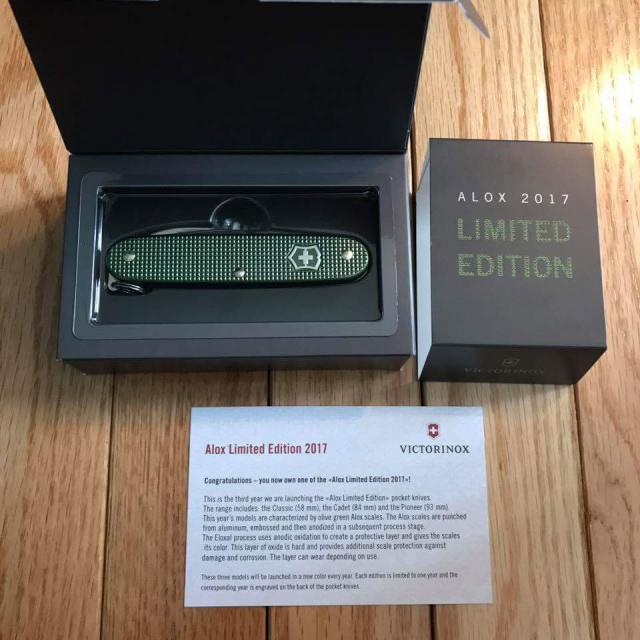 ALOX 2017
LIMITED
EDITION
VICTORINOX
Alox Limited Edition 2017
VICTORINOX
Congratulations – you now own one of the «Alox Limited Edition 2017»!
This is the third year we are launching the «Alox Limited Edition» pocket knives.
The range includes: the Classic (58 mm), the Cadet (84 mm) and the Pioneer (93 mm).
This year's models are characterized by olive green Alox scales. The Alox scales are punched
from aluminum, embossed and then anodized in a subsequent process stage.
The Eloxal process uses anodic oxidation to create a protective layer and gives the scales
its color. This layer of oxide is hard and provides additional scale protection against
damage and corrosion. The layer can wear depending on use.
These three models will be launched in a new color every year. Each edition is limited to one year and the
corresponding year is engraved on the back of the pocket knives.